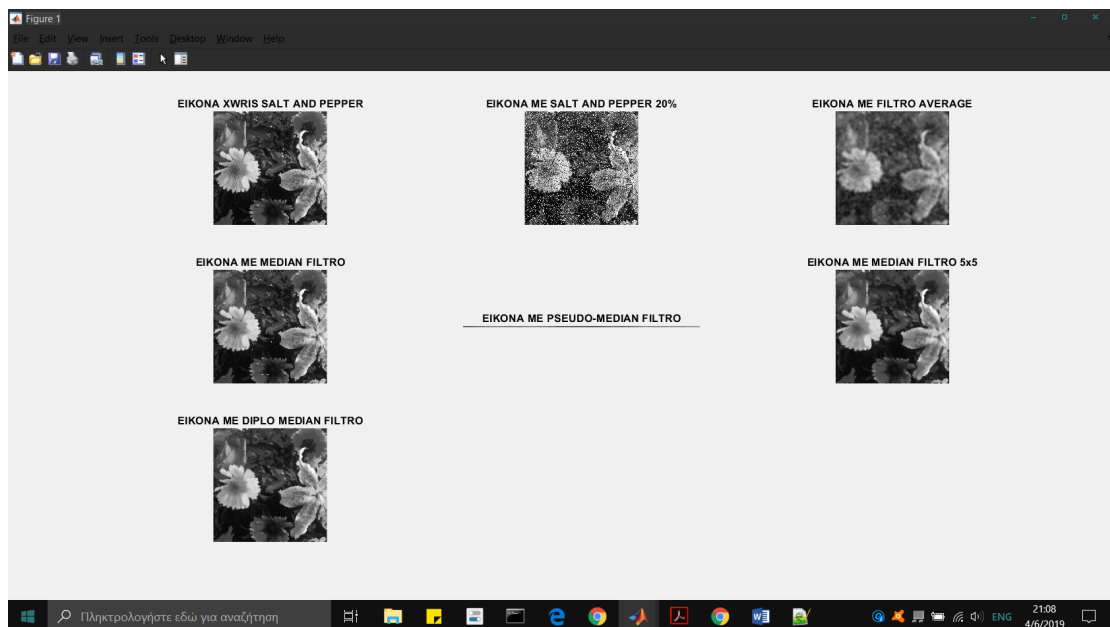 Figure 1
File Edit View Insert Tools Desktop Window Help
EIKONA XWRIS SALT AND PEPPER
EIKONA ME SALT AND PEPPER 20%
EIKONA ME FILTRO AVERAGE
EIKONA ME MEDIAN FILTRO
EIKONA ME PSEUDO-MEDIAN FILTRO
EIKONA ME MEDIAN FILTRO 5x5
EIKONA ME DIPLO MEDIAN FILTRO
Πληκτρολογήστε εδώ για αναζήτηση
ENG
21:08
4/6/2019